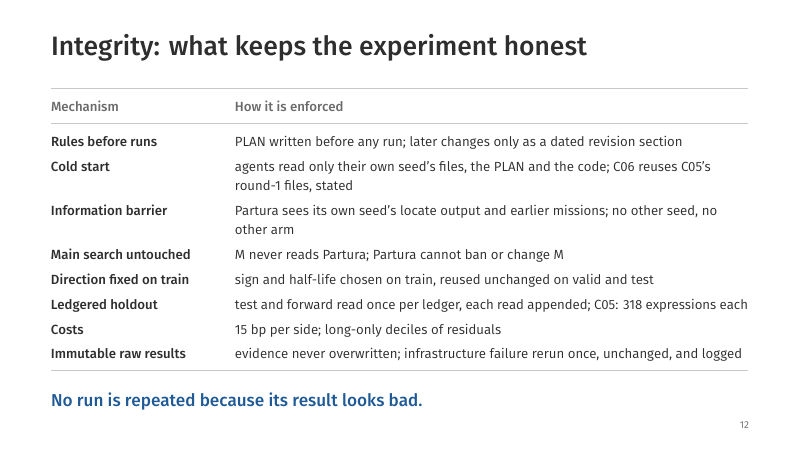 Integrity: what keeps the experiment honest
Mechanism How it is enforced
Rules before runs PLAN written before any run; later changes only as a dated revision section
Cold start agents read only their own seed’s files, the PLAN and the code; C06 reuses C05’s
round-1 files, stated
Information barrier Partura sees its own seed’s locate output and earlier missions; no other seed, no
other arm
Main search untouched M never reads Partura; Partura cannot ban or change M
Direction fixed on train sign and half-life chosen on train, reused unchanged on valid and test
Ledgered holdout test and forward read once per ledger, each read appended; C05: 318 expressions each
Costs 15 bp per side; long-only deciles of residuals
Immutable raw results evidence never overwritten; infrastructure failure rerun once, unchanged, and logged
No run is repeated because its result looks bad.
12